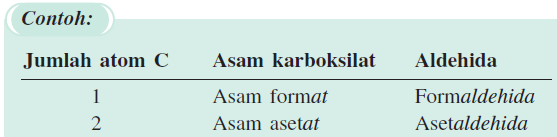 Contoh:
Jumlah atom C Asam karboksilat Aldehida
1 Asam format Formaldehida
2 Asam asetat Asetaldehida